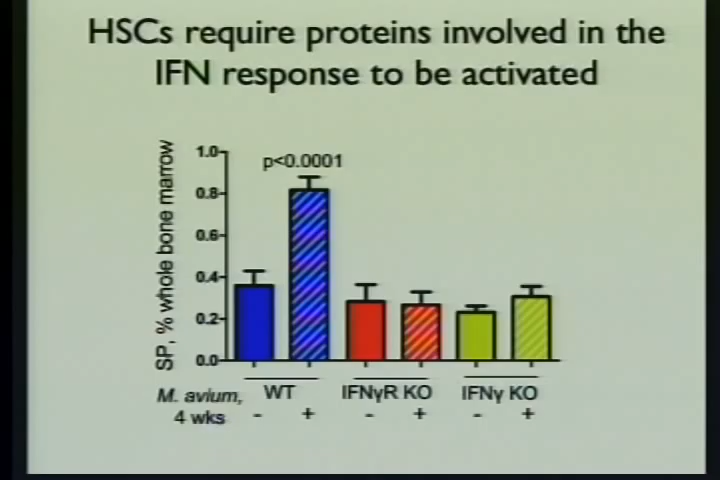 HSCs require proteins involved in the
IFN response to be activated
p<0.0001
SP, % whole bone marrow
1.0
0.8
0.6
0.4
0.2
0.0
M. avium,
4 wks
WT
IFNγR KO
IFNγ KO
- + - + - +